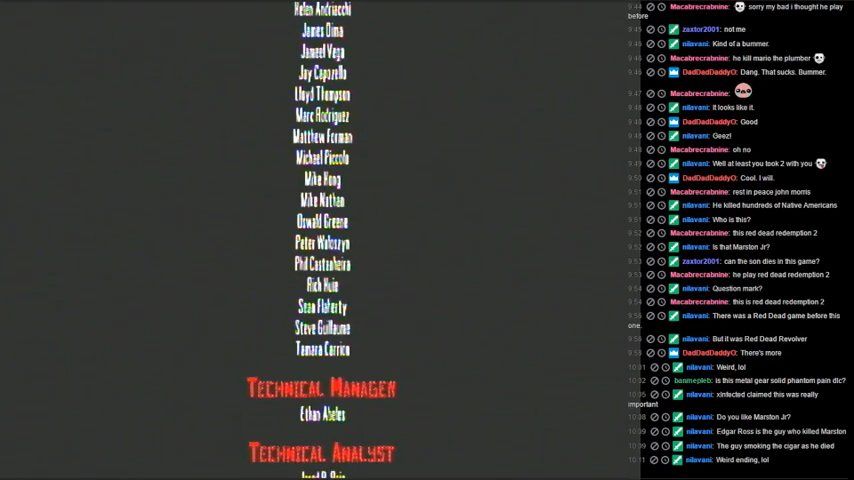 Helen Andriacchi
James Dima
Jameel Vega
Jay Capozello
Lloyd Thompson
Marc Rodriguez
Matthew Forman
Michael Piccolo
Mike Hong
Mike Nathan
Oswald Greene
Peter Woloszyn
Phil Castanheira
Rich Huie
Sean Flaherty
Steve Guillaume
Tamara Carrion
TECHNICAL MANAGER
Ethan Abeles
TECHNICAL ANALYST
9:44 Macabrecrabnine: sorry my bad i thought he play
before
9:45 zaxtor2001: not me
9:46 nilavani: Kind of a bummer.
9:46 Macabrecrabnine: he kill mario the plumber
9:46 DadDadDaddyO: Dang. That sucks. Bummer.
9:47 Macabrecrabnine:
9:48 nilavani: It looks like it.
9:48 DadDadDaddyO: Good
9:48 nilavani: Geez!
9:48 Macabrecrabnine: oh no
9:49 nilavani: Well at least you took 2 with you
9:50 DadDadDaddyO: Cool. I will.
9:51 Macabrecrabnine: rest in peace john morris
9:51 nilavani: He killed hundreds of Native Americans
9:51 nilavani: Who is this?
9:52 Macabrecrabnine: this red dead redemption 2
9:52 nilavani: Is that Marston Jr?
9:53 zaxtor2001: can the son dies in this game?
9:53 Macabrecrabnine: he play red dead redemption 2
9:54 nilavani: Question mark?
9:54 Macabrecrabnine: this is red dead redemption 2
9:56 nilavani: There was a Red Dead game before this
one.
9:56 nilavani: But it was Red Dead Revolver
9:58 DadDadDaddyO: There's more
10:01 nilavani: Weird, lol
10:02 banmepleb: is this metal gear solid phantom pain dlc?
10:05 nilavani: xInfected claimed this was really
important
10:08 nilavani: Do you like Marston Jr?
10:09 nilavani: Edgar Ross is the guy who killed Marston
10:09 nilavani: The guy smoking the cigar as he died
10:11 nilavani: Weird ending, lol